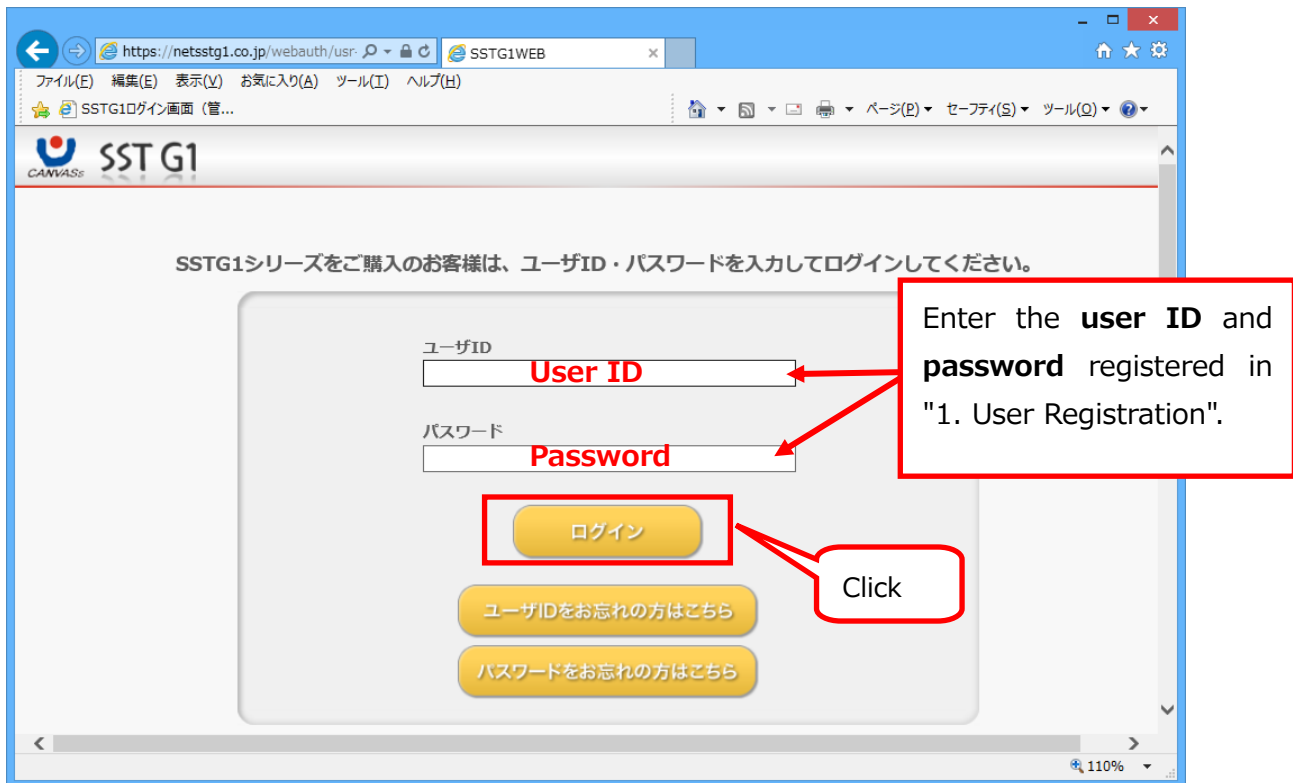 https://netsstg1.co.jp/webauth/usr-
SSTG1WEB
ファイル(F) 編集(E) 表示(V) お気に入り(A) ツール(T) ヘルプ(H)
SSTG1ログイン画面（管...
ページ(P) セーフティ(S) ツール(O)
CANVASs SST G1
SSTG1シリーズをご購入のお客様は、ユーザID・パスワードを入力してログインしてください。
Enter the user ID and
password registered in
"1. User Registration".
ユーザID
User ID
パスワード
Password
ログイン
Click
ユーザIDをお忘れの方はこちら
パスワードをお忘れの方はこちら
110%